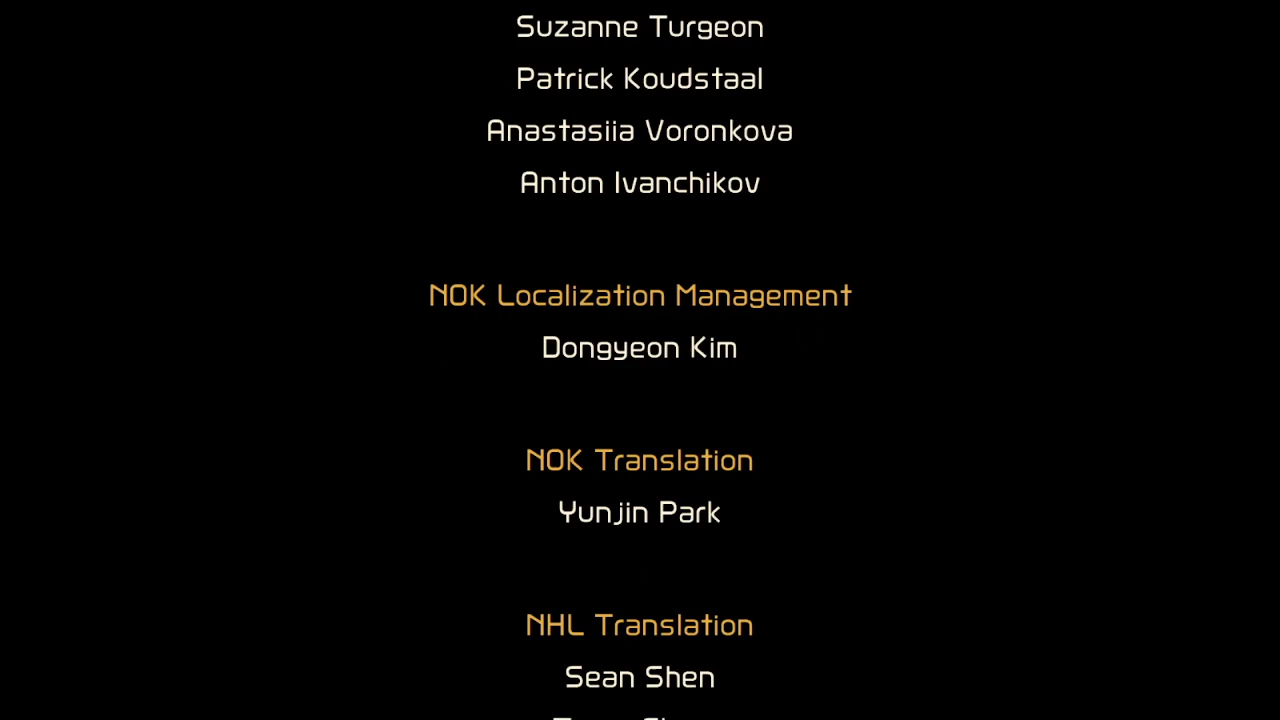 Suzanne Turgeon
Patrick Koudstaal
Anastasiia Voronkova
Anton Ivanchikov
NOK Localization Management
Dongyeon Kim
NOK Translation
Yunjin Park
NHL Translation
Sean Shen